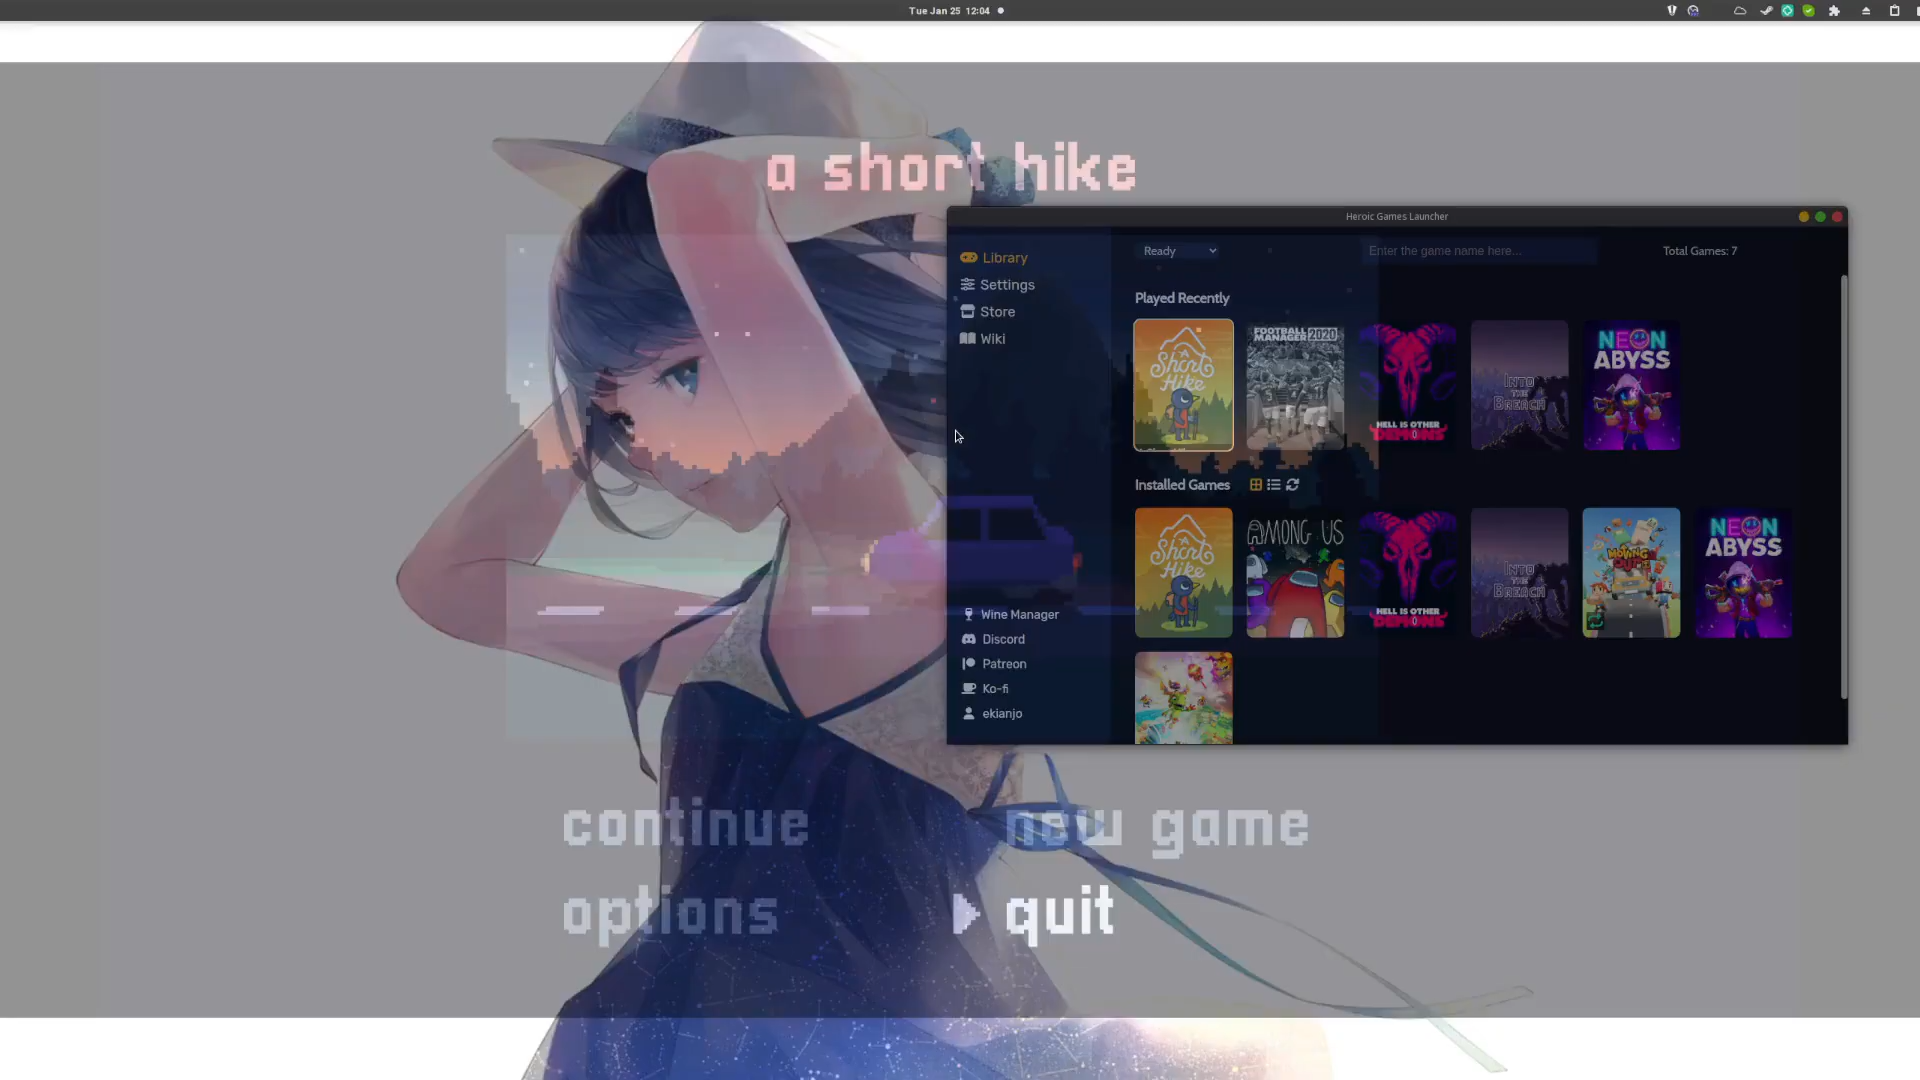 Tue Jan 25 12:04
a short hike
Heroic Games Launcher
Library
Settings
Store
Wiki
Ready
Enter the game name here...
Total Games: 7
Played Recently
A Short Hike
FOOTBALL MANAGER 2020
HELL IS OTHER DEMONS
INTO THE BREACH
NEON ABYSS
Installed Games
A Short Hike
AMONG US
HELL IS OTHER DEMONS
INTO THE BREACH
MOVING OUT
NEON ABYSS
Wine Manager
Discord
Patreon
Ko-fi
ekianjo
continue
new game
options
quit